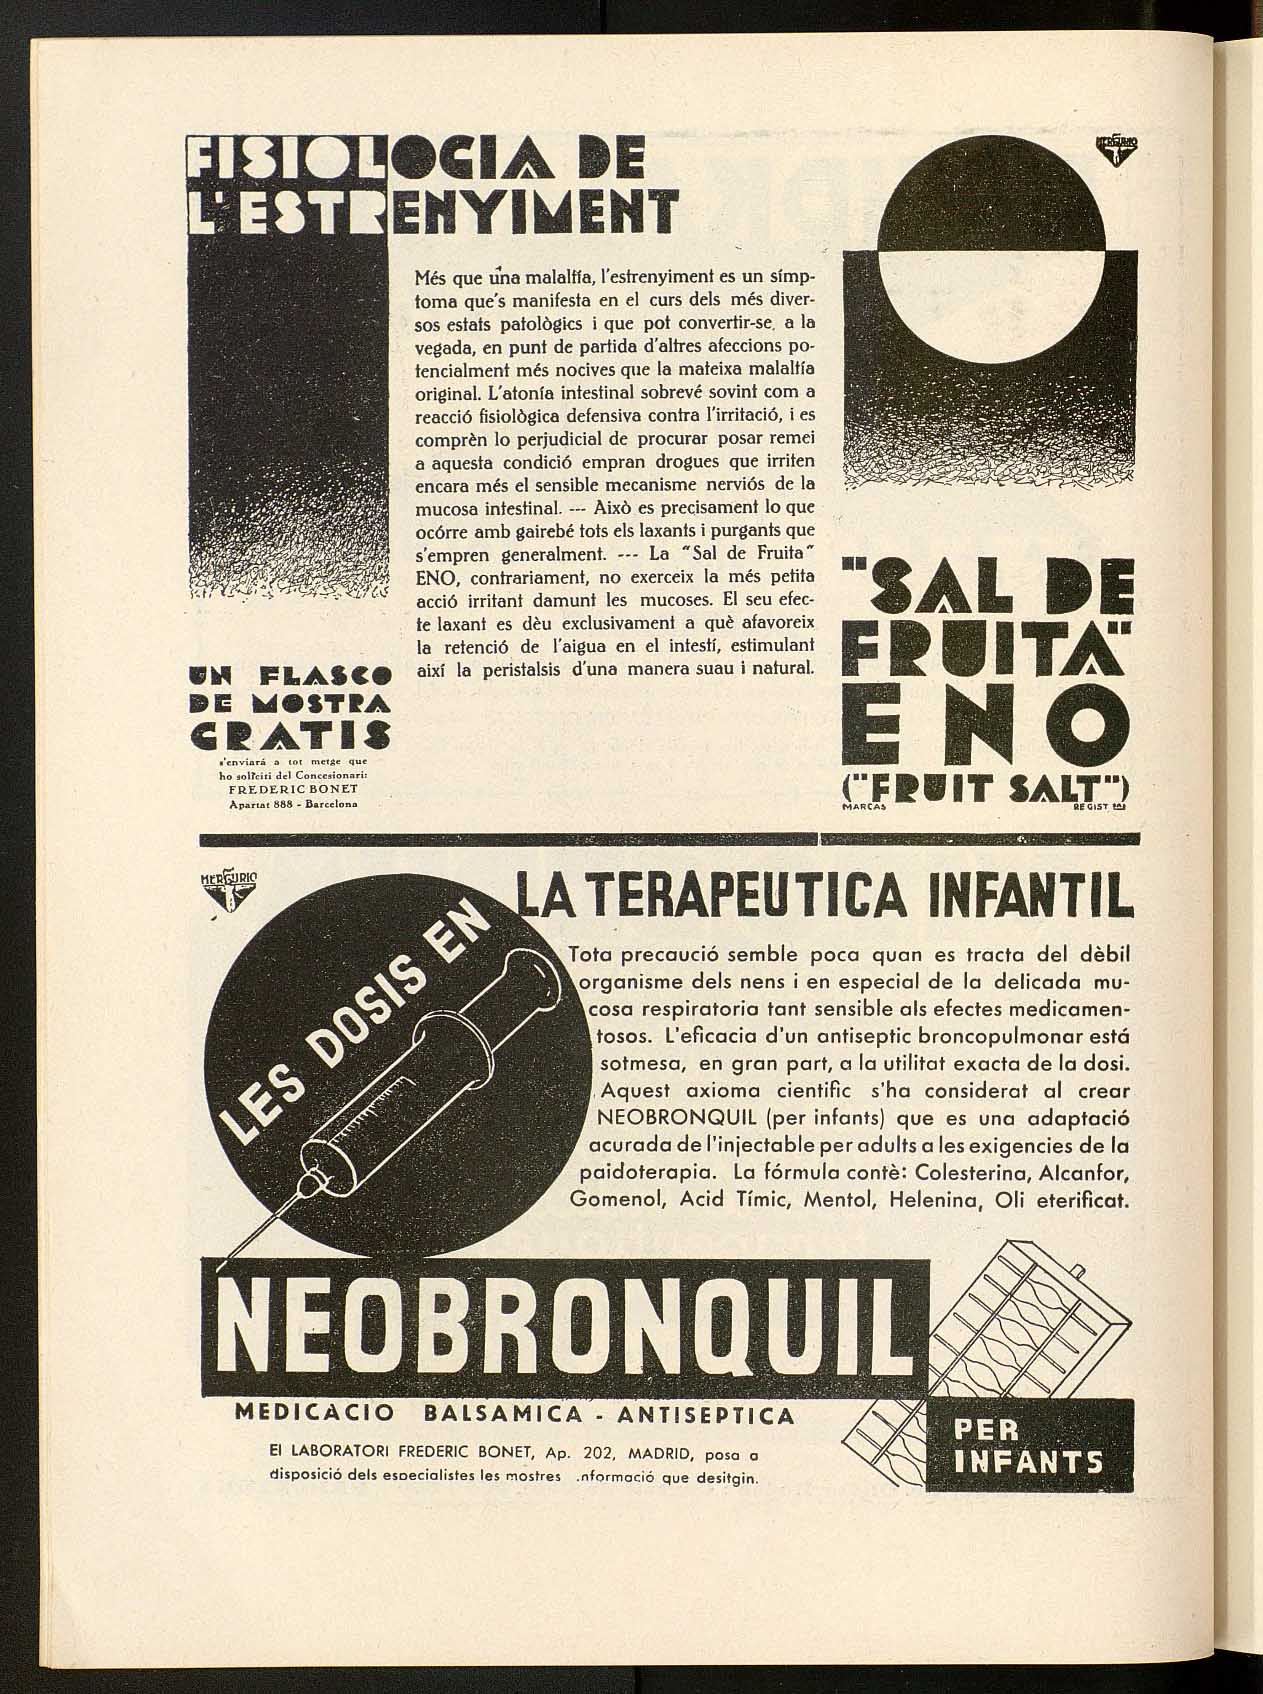 FISIOLOGIA DE
L'ESTRENYIMENT
MERCURIO
Més que una malaltía, l'estrenyiment es un símp-
toma que's manifesta en el curs dels més diver-
sos estats patològics i que pot convertir-se, a la
vegada, en punt de partida d'altres afeccions po-
tencialment més nocives que la mateixa malaltía
original. L'atonía intestinal sobrevé sovint com a
reacció fisiològica defensiva contra l'irritació, i es
comprèn lo perjudicial de procurar posar remei
a aquesta condició empran drogues que irriten
encara més el sensible mecanisme nerviós de la
mucosa intestinal. --- Això es precisament lo que
ocórre amb gairebé tots els laxants i purgants que
s'empren generalment. --- La "Sal de Fruita"
ENO, contrariament, no exerceix la més petita
acció irritant damunt les mucoses. El seu efec-
te laxant es dèu exclusivament a què afavoreix
la retenció de l'aigua en el intestí, estimulant
així la peristalsis d'una manera suau i natural.
UN FLASCO
DE MOSTRA
GRATIS
s'enviará a tot metge que
ho sol'liciti del Concesionari:
FREDERIC BONET
Apartat 888 - Barcelona
"SAL DE
FRUITA"
ENO
("FRUIT SALT")
MARCAS REGIST
MERCURIO
LES DOSIS EN
LA TERAPEUTICA INFANTIL
Tota precaució semble poca quan es tracta del dèbil
organisme dels nens i en especial de la delicada mu-
cosa respiratoria tant sensible als efectes medicamen-
tosos. L'eficacia d'un antiseptic broncopulmonar está
sotmesa, en gran part, a la utilitat exacta de la dosi.
Aquest axioma cientific s'ha considerat al crear
NEOBRONQUIL (per infants) que es una adaptació
acurada de l'injectable per adults a les exigencies de la
paidoterapia. La fórmula contè: Colesterina, Alcanfor,
Gomenol, Acid Tímic, Mentol, Helenina, Oli eterificat.
NEOBRONQUIL
MEDICACIO BALSAMICA - ANTISEPTICA
PER
INFANTS
El LABORATORI FREDERIC BONET, Ap. 202, MADRID, posa a
disposició dels especialistes les mostres .nformació que desitgin.